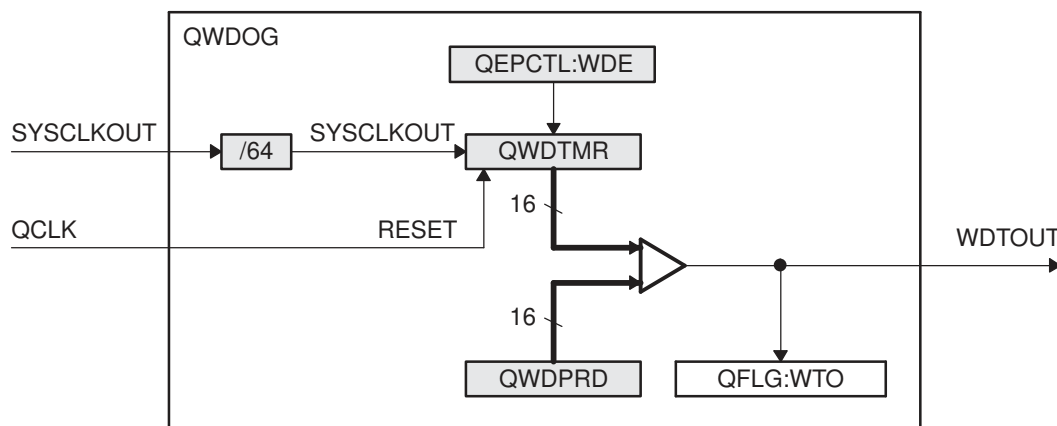 QWDOG
QEPCTL:WDE
SYSCLKOUT
/64
SYSCLKOUT
QWDTMR
16
QCLK
RESET
WDTOUT
16
QWDPRD
QFLG:WTO